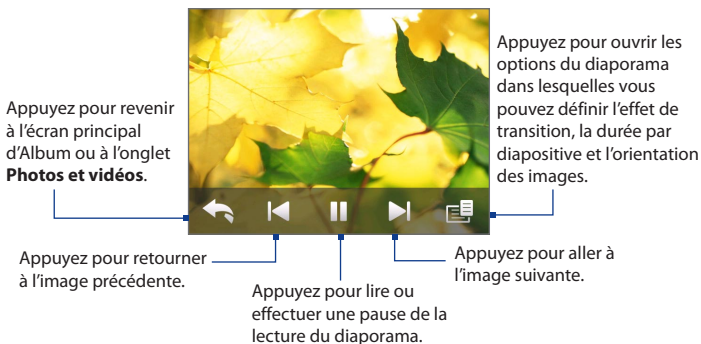 Appuyez pour revenir
à l'écran principal
d'Album ou à l'onglet
Photos et vidéos.
Appuyez pour ouvrir les
options du diaporama
dans lesquelles vous
pouvez définir l'effet de
transition, la durée par
diapositive et l'orientation
des images.
Appuyez pour retourner
à l'image précédente.
Appuyez pour lire ou
effectuer une pause de la
lecture du diaporama.
Appuyez pour aller à
l'image suivante.